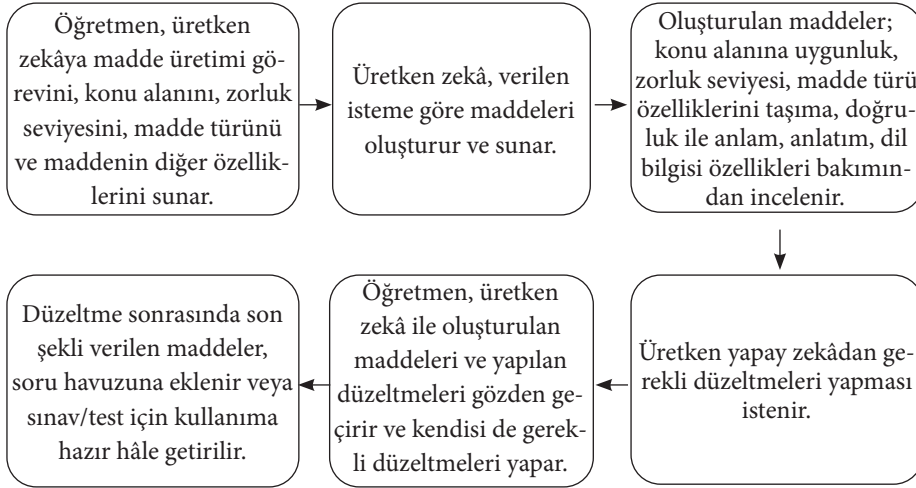 Öğretmen, üretken
zekâya madde üretimi gö-
revini, konu alanını, zorluk
seviyesini, madde türünü
ve maddenin diğer özellik-
lerini sunar.
Üretken zekâ, verilen
isteme göre maddeleri
oluşturur ve sunar.
Oluşturulan maddeler;
konu alanına uygunluk,
zorluk seviyesi, madde türü
özelliklerini taşıma, doğru-
luk ile anlam, anlatım, dil
bilgisi özellikleri bakımın-
dan incelenir.
Üretken yapay zekâdan ge-
rekli düzeltmeleri yapması
istenir.
Öğretmen, üretken
zekâ ile oluşturulan
maddeleri ve yapılan
düzeltmeleri gözden ge-
çirir ve kendisi de gerek-
li düzeltmeleri yapar.
Düzeltme sonrasında son
şekli verilen maddeler,
soru havuzuna eklenir veya
sınav/test için kullanıma
hazır hâle getirilir.